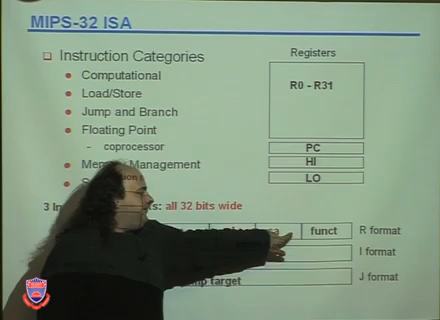 MIPS-32 ISA
Instruction Categories
Registers
Computational
Load/Store
R0 - R31
Jump and Branch
Floating Point
- coprocessor
PC
Memory Management
HI
LO
all 32 bits wide
funct
R format
I format
target
J format